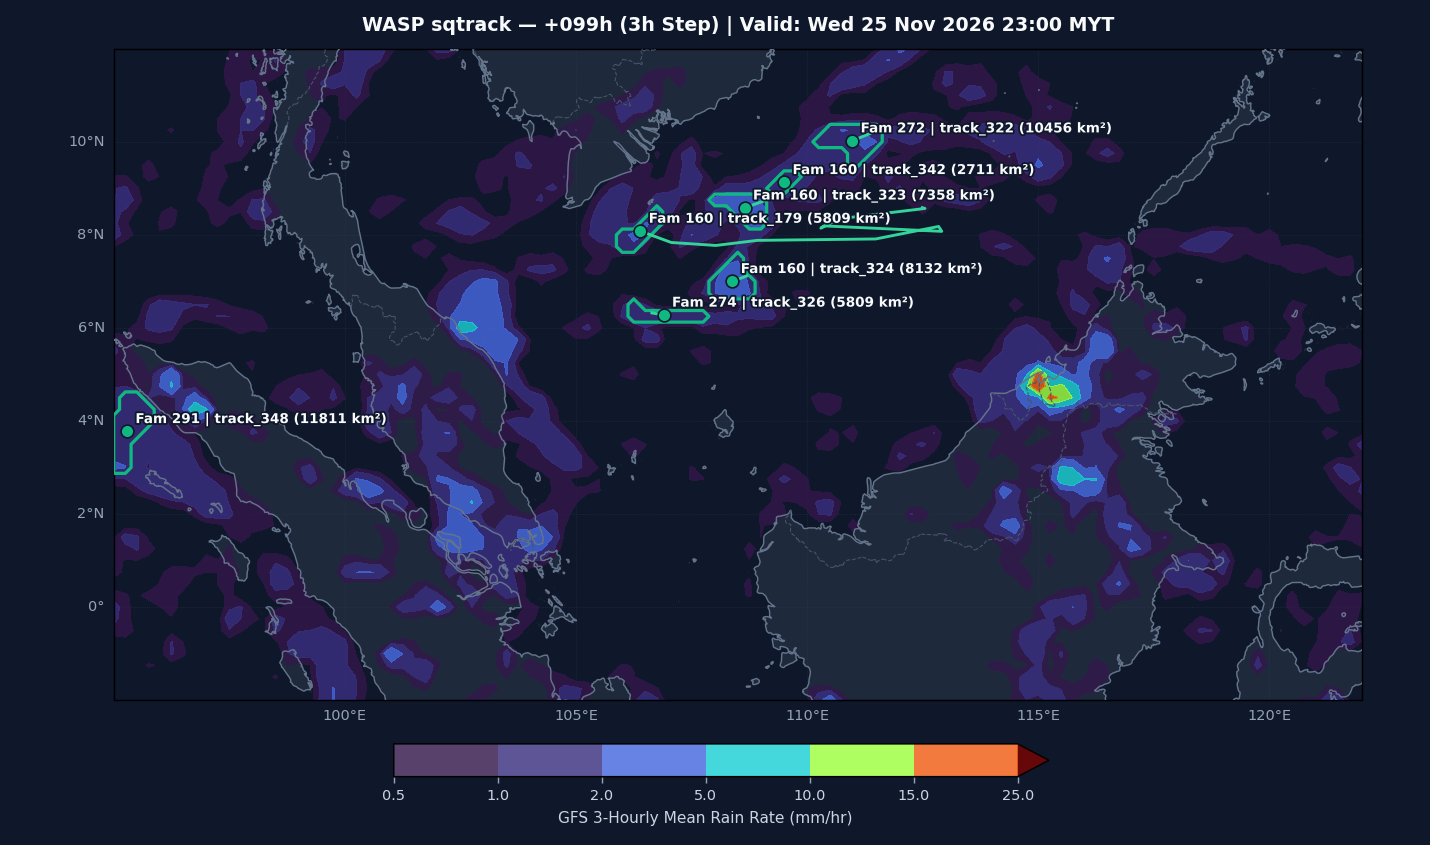 WASP sqtrack — +099h (3h Step) | Valid: Wed 25 Nov 2026 23:00 MYT
10°N
8°N
6°N
4°N
2°N
0°
Fam 272 | track_322 (10456 km²)
Fam 160 | track_342 (2711 km²)
Fam 160 | track_323 (7358 km²)
Fam 160 | track_179 (5809 km²)
Fam 160 | track_324 (8132 km²)
Fam 274 | track_326 (5809 km²)
Fam 291 | track_348 (11811 km²)
100°E 105°E 110°E 115°E 120°E
0.5 1.0 2.0 5.0 10.0 15.0 25.0
GFS 3-Hourly Mean Rain Rate (mm/hr)